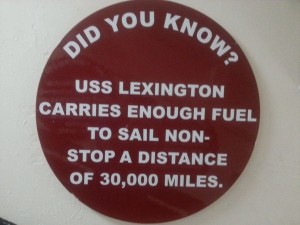 DID YOU KNOW?
USS LEXINGTON
CARRIES ENOUGH FUEL
TO SAIL NON-
STOP A DISTANCE
OF 30,000 MILES.